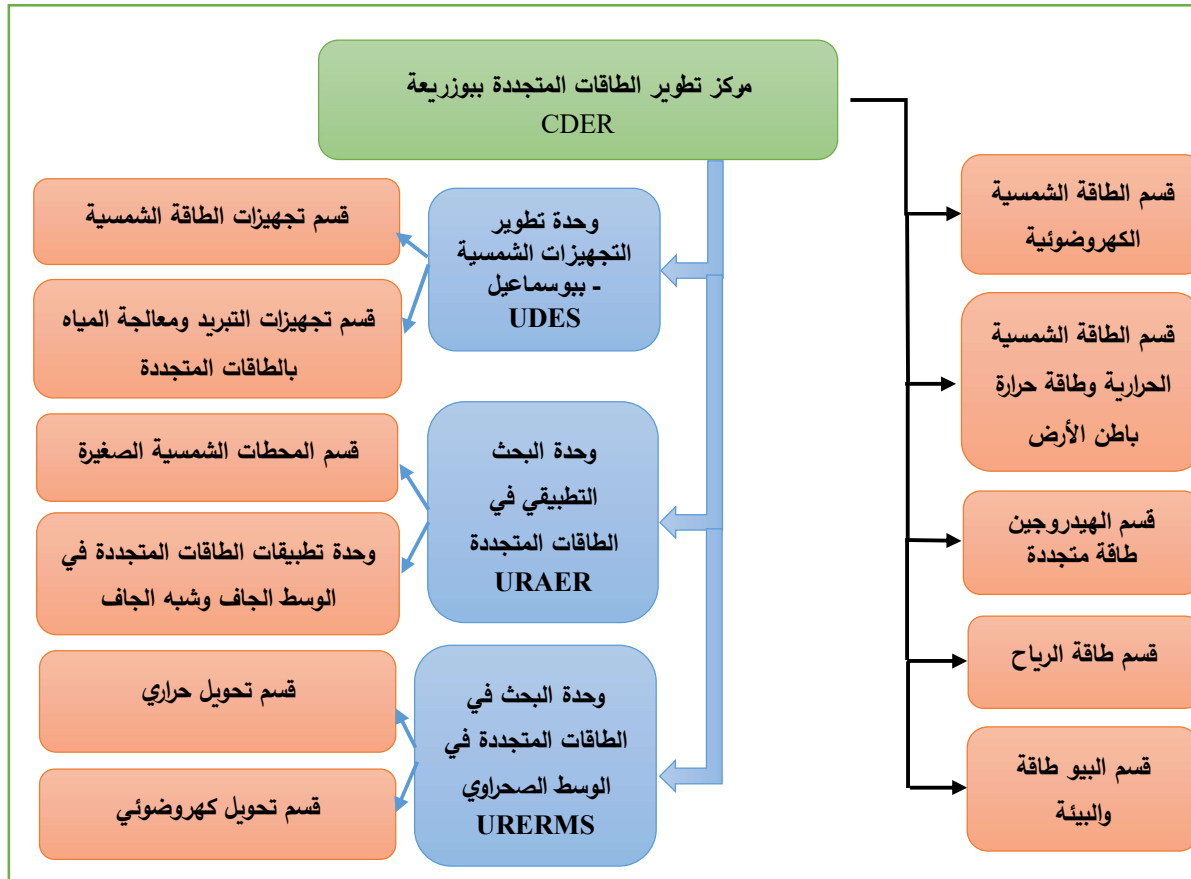 مركز تطوير الطاقات المتجددة ببوزريعة
CDER
قسم الطاقة الشمسية
الكهروضوئية
قسم الطاقة الشمسية
الحرارية وطاقة حرارة
باطن الأرض
قسم الهيدروجين
طاقة متجددة
قسم طاقة الرياح
قسم البيو طاقة
والبيئة
وحدة تطوير
التجهيزات الشمسية
- ببوسماعيل
UDES
قسم تجهيزات الطاقة الشمسية
قسم تجهيزات التبريد ومعالجة المياه
بالطاقات المتجددة
وحدة البحث
التطبيقي في
الطاقات المتجددة
URAER
قسم المحطات الشمسية الصغيرة
وحدة تطبيقات الطاقات المتجددة في
الوسط الجاف وشبه الجاف
وحدة البحث في
الطاقات المتجددة في
الوسط الصحراوي
URERMS
قسم تحويل حراري
قسم تحويل كهروضوئي